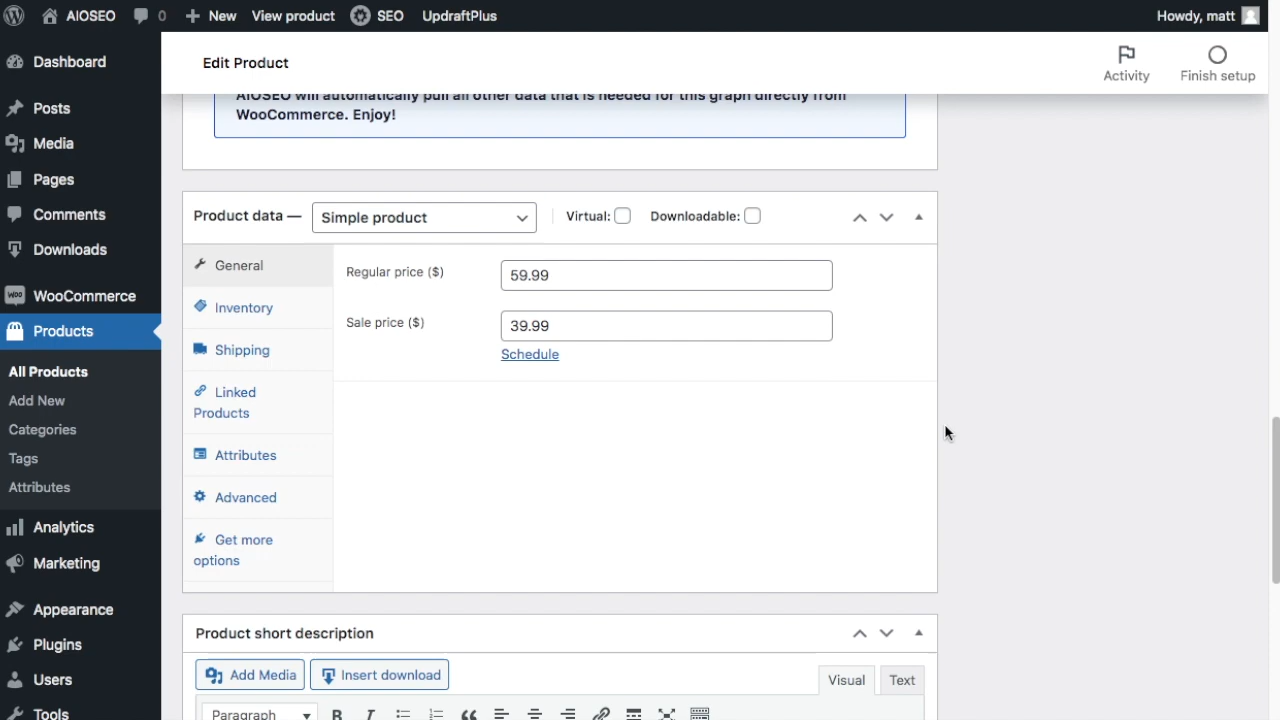 AIOSEO 0 New View product SEO UpdraftPlus Howdy, matt
Dashboard
Posts
Media
Pages
Comments
Downloads
WooCommerce
Products
All Products
Add New
Categories
Tags
Attributes
Analytics
Marketing
Appearance
Plugins
Users
Tools
Edit Product
Activity
Finish setup
AIOSEO will automatically pull all other data that is needed for this graph directly from
WooCommerce. Enjoy!
Product data — Simple product Virtual: Downloadable:
General
Inventory
Shipping
Linked
Products
Attributes
Advanced
Get more
options
Regular price ($) 59.99
Sale price ($) 39.99
Schedule
Product short description
Add Media Insert download Visual Text
Paragraph B I